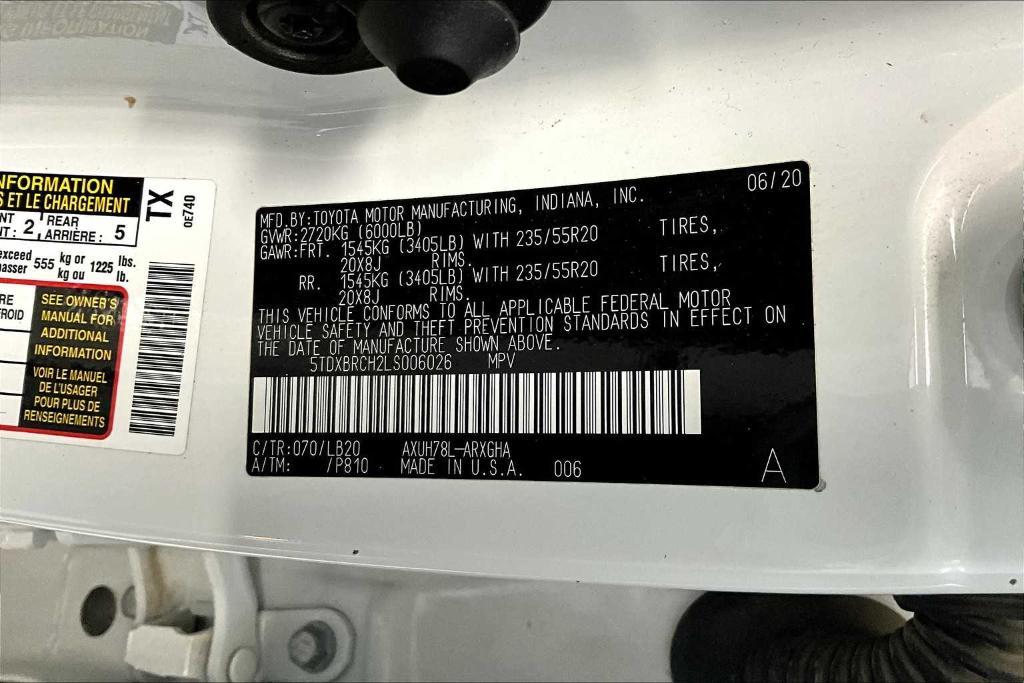 NFORMATION
S ET LE CHARGEMENT
NT : 2
REAR
ARRIÈRE : 5
exceed 555 kg or 1225 lbs.
passer kg ou lb.
SEE OWNER'S
MANUAL FOR
ADDITIONAL
INFORMATION
VOIR LE MANUEL
DE L'USAGER
POUR PLUS DE
RENSEIGNEMENTS
TX
0E740
06/20
MFD.BY:TOYOTA MOTOR MANUFACTURING, INDIANA, INC.
GVWR:2720KG (6000LB)
GAWR:FRT. 1545KG (3405LB) WITH 235/55R20 TIRES,
20X8J RIMS.
RR. 1545KG (3405LB) WITH 235/55R20 TIRES,
20X8J RIMS.
THIS VEHICLE CONFORMS TO ALL APPLICABLE FEDERAL MOTOR
VEHICLE SAFETY AND THEFT PREVENTION STANDARDS IN EFFECT ON
THE DATE OF MANUFACTURE SHOWN ABOVE.
5TDXBRCH2LS006026 MPV
C/TR:070/LB20 AXUH78L-ARXGHA
A/TM: /P810 MADE IN U.S.A. 006
A